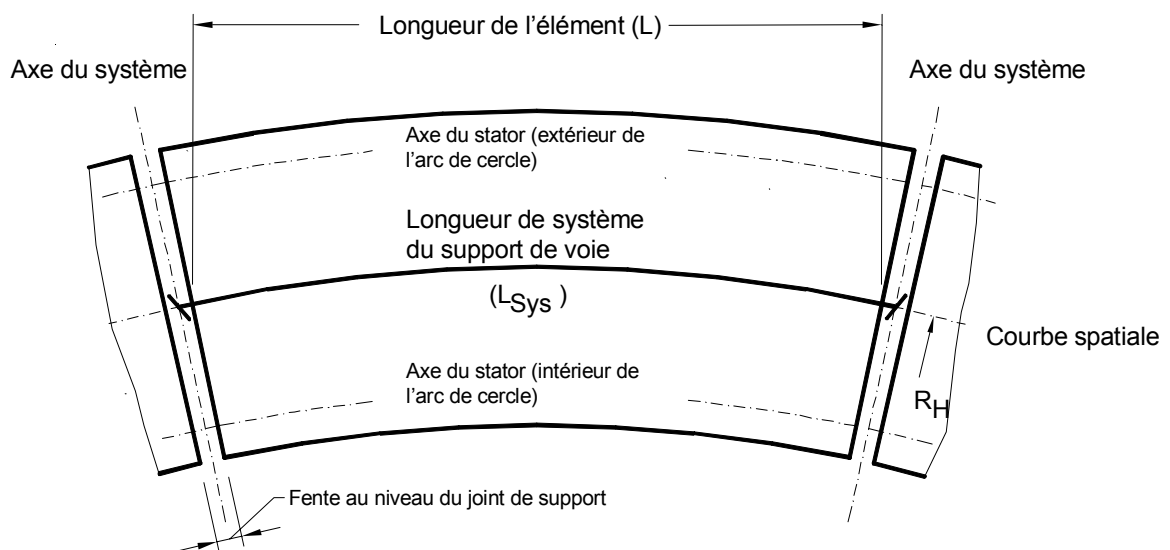 Longueur de l’élément (L)
Axe du système
Axe du système
Axe du stator (extérieur de
l’arc de cercle)
Longueur de système
du support de voie
(LSys )
Courbe spatiale
Axe du stator (intérieur de
l’arc de cercle)
RH
Fente au niveau du joint de support